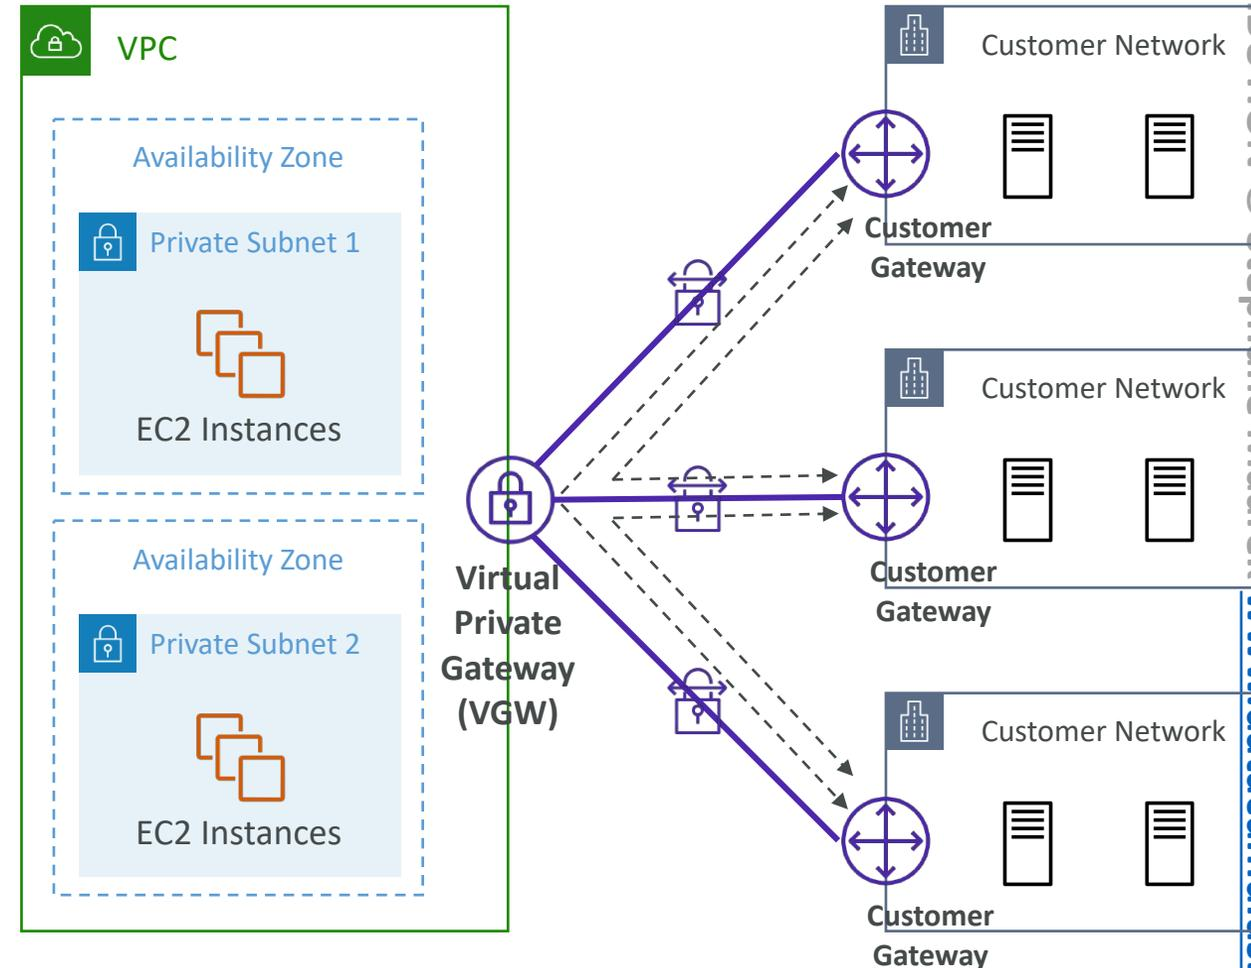 VPC
Availability Zone
Private Subnet 1
EC2 Instances
Availability Zone
Private Subnet 2
EC2 Instances
Virtual
Private
Gateway
(VGW)
Customer Network
Customer
Gateway
Customer Network
Customer
Gateway
Customer Network
Customer
Gateway